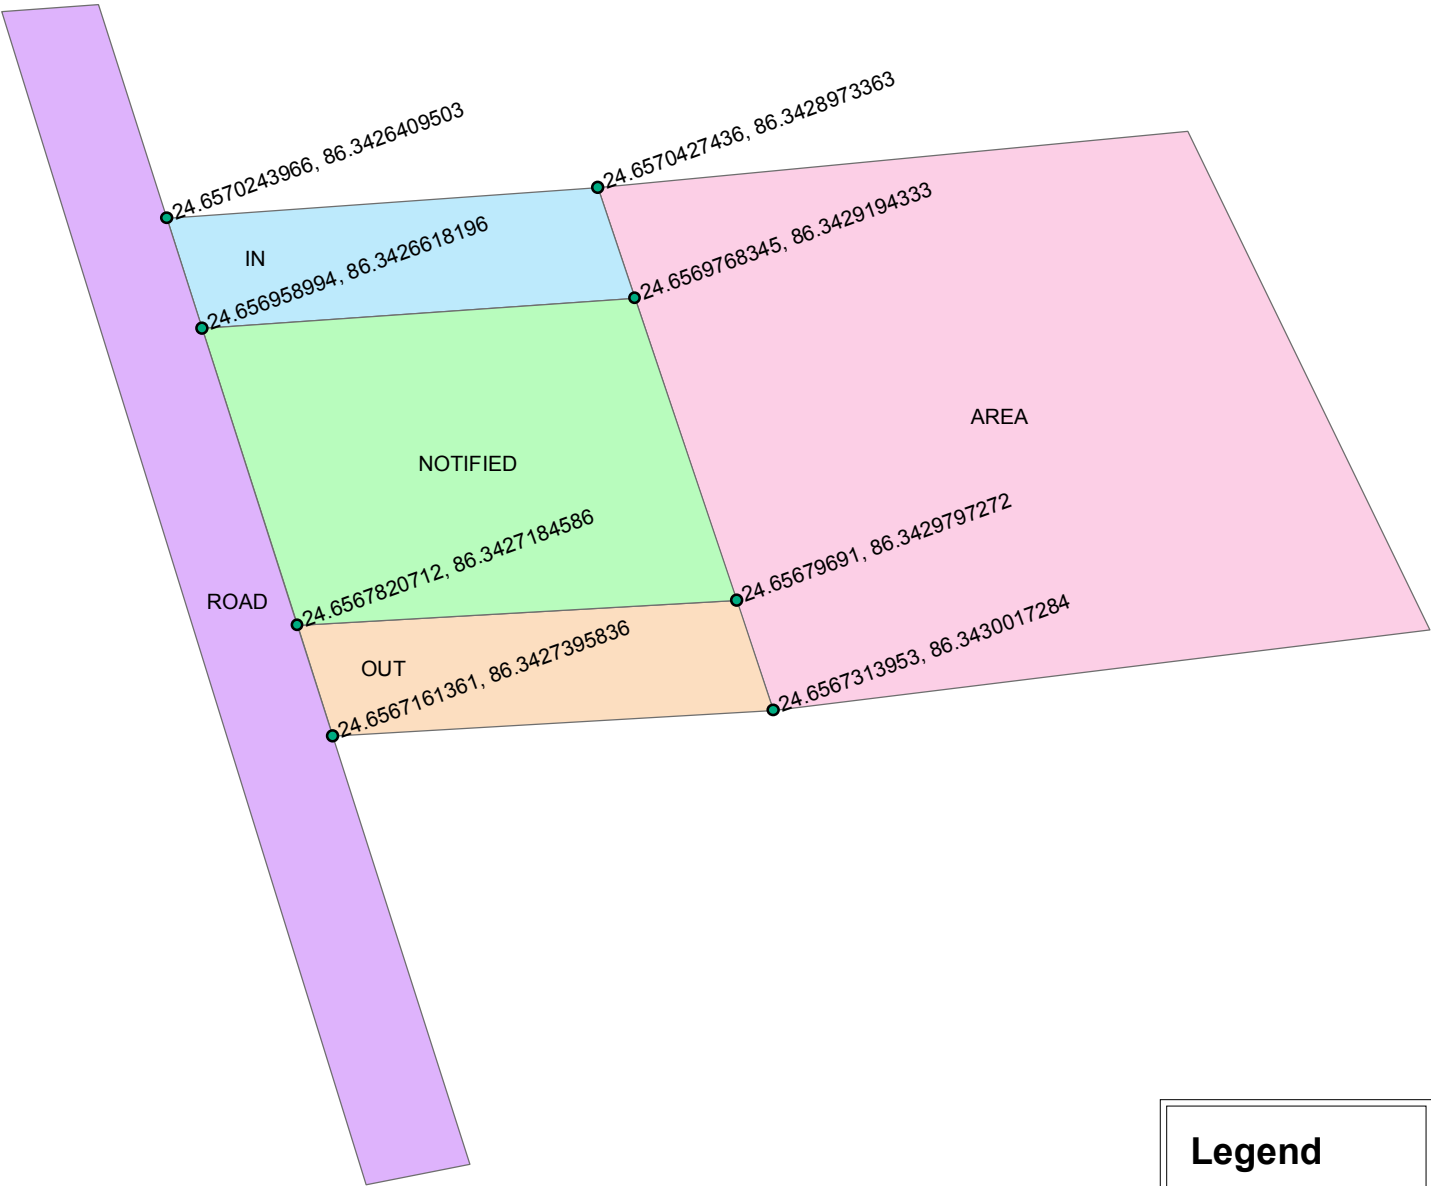 24.6570243966, 86.3426409503
24.6570427436, 86.3428973363
24.656958994, 86.3426618196
24.6569768345, 86.3429194333
IN
AREA
NOTIFIED
24.6567820712, 86.3427184586
24.65679691, 86.3429797272
ROAD
OUT
24.6567161361, 86.3427395836
24.6567313953, 86.3430017284
Legend